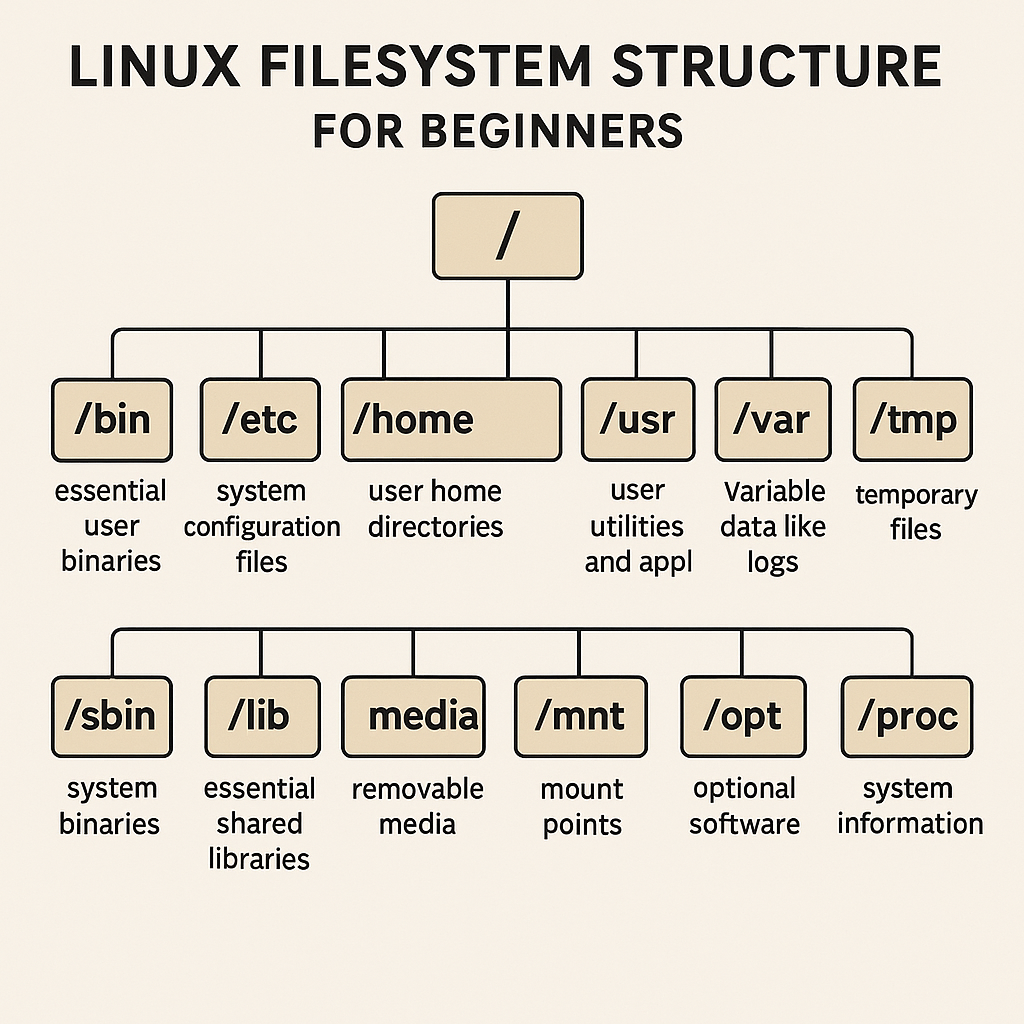 LINUX FILESYSTEM STRUCTURE
FOR BEGINNERS
/
/bin
essential
user
binaries
/etc
system
configuration
files
/home
user home
directories
/usr
user
utilities
and appl
/var
Variable
data like
logs
/tmp
temporary
files
/sbin
system
binaries
/lib
essential
shared
libraries
media
removable
media
/mnt
mount
points
/opt
optional
software
/proc
system
information